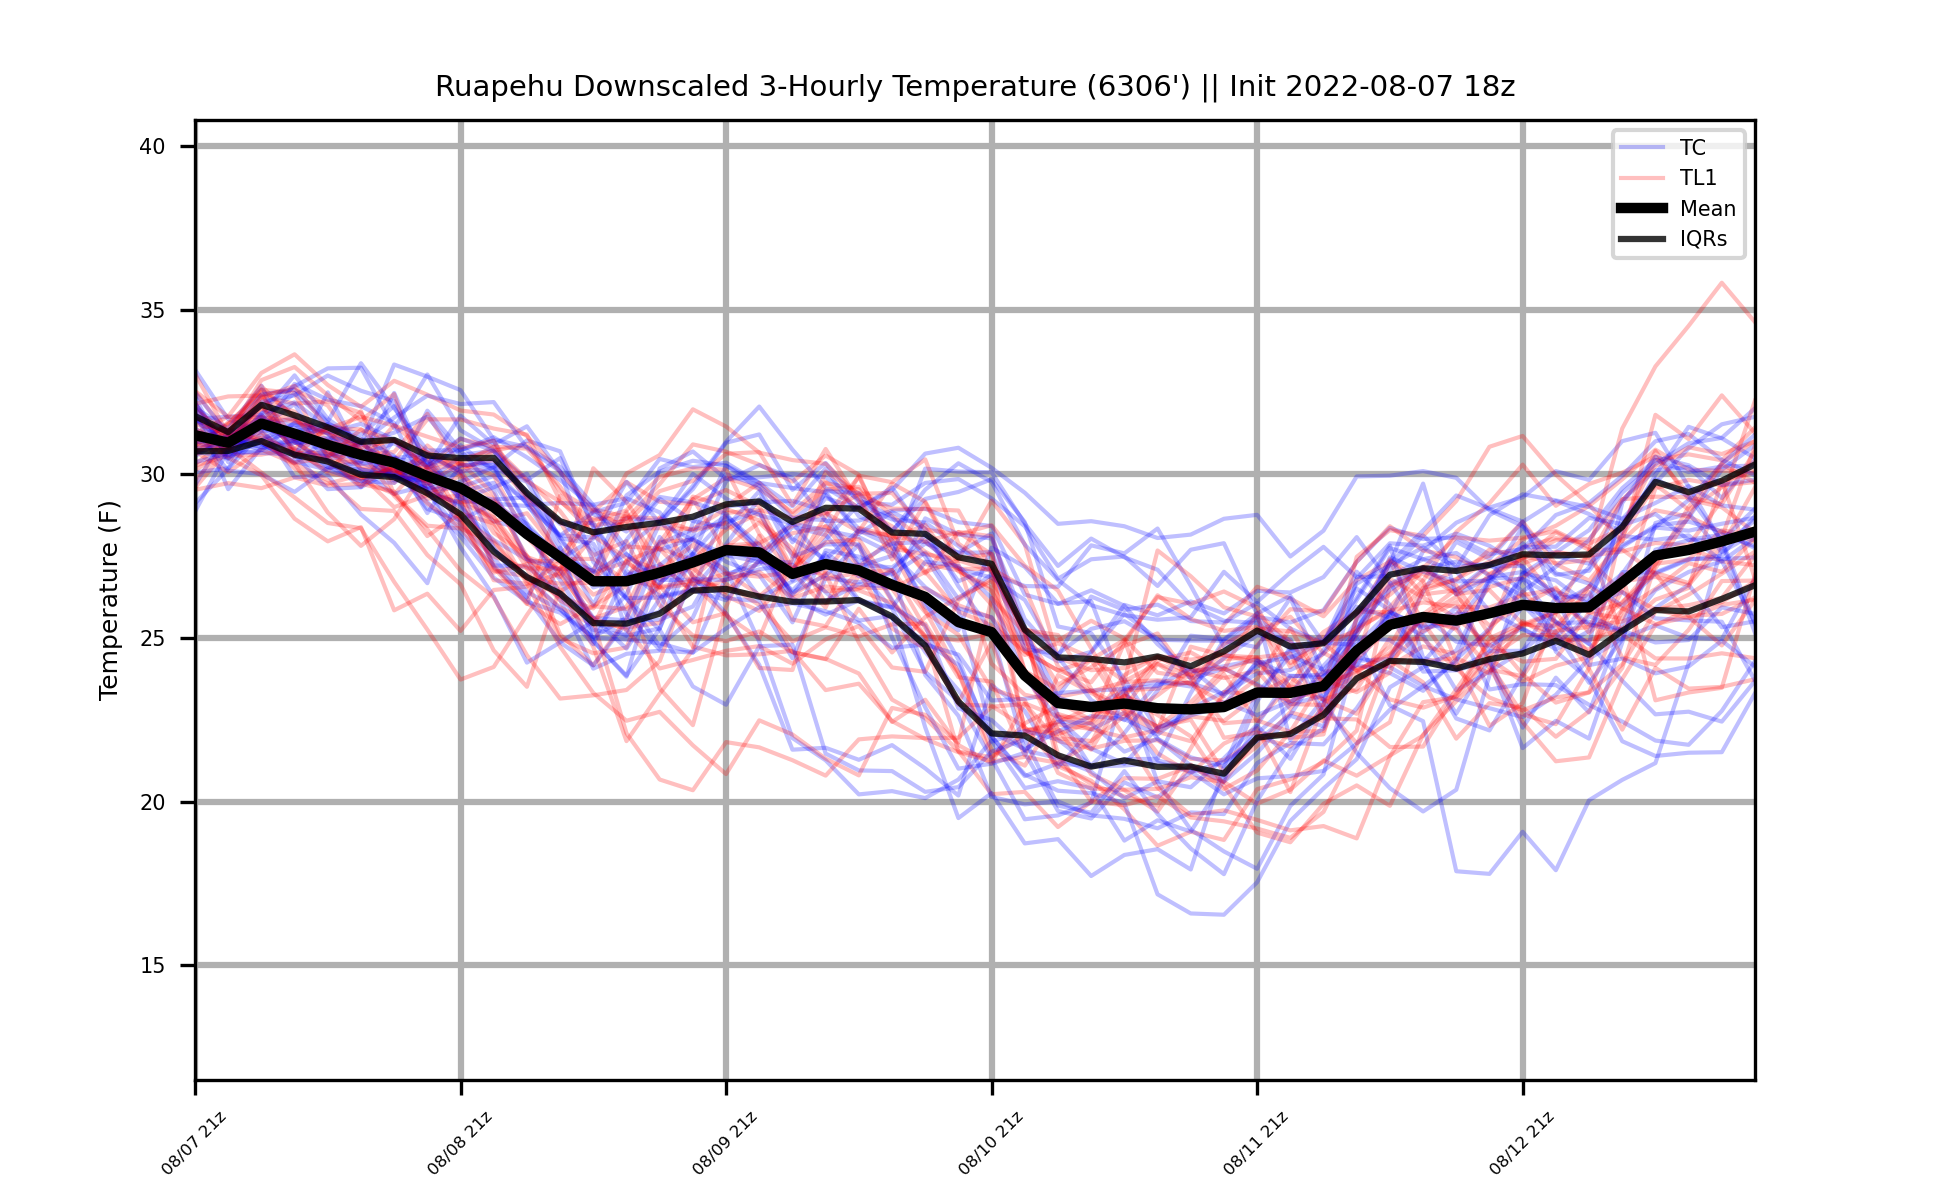 Ruapehu Downscaled 3-Hourly Temperature (6306') || Init 2022-08-07 18z
TC
TL1
Mean
IQRs
Temperature (F)
40
35
30
25
20
15
08/07 21z
08/08 21z
08/09 21z
08/10 21z
08/11 21z
08/12 21z